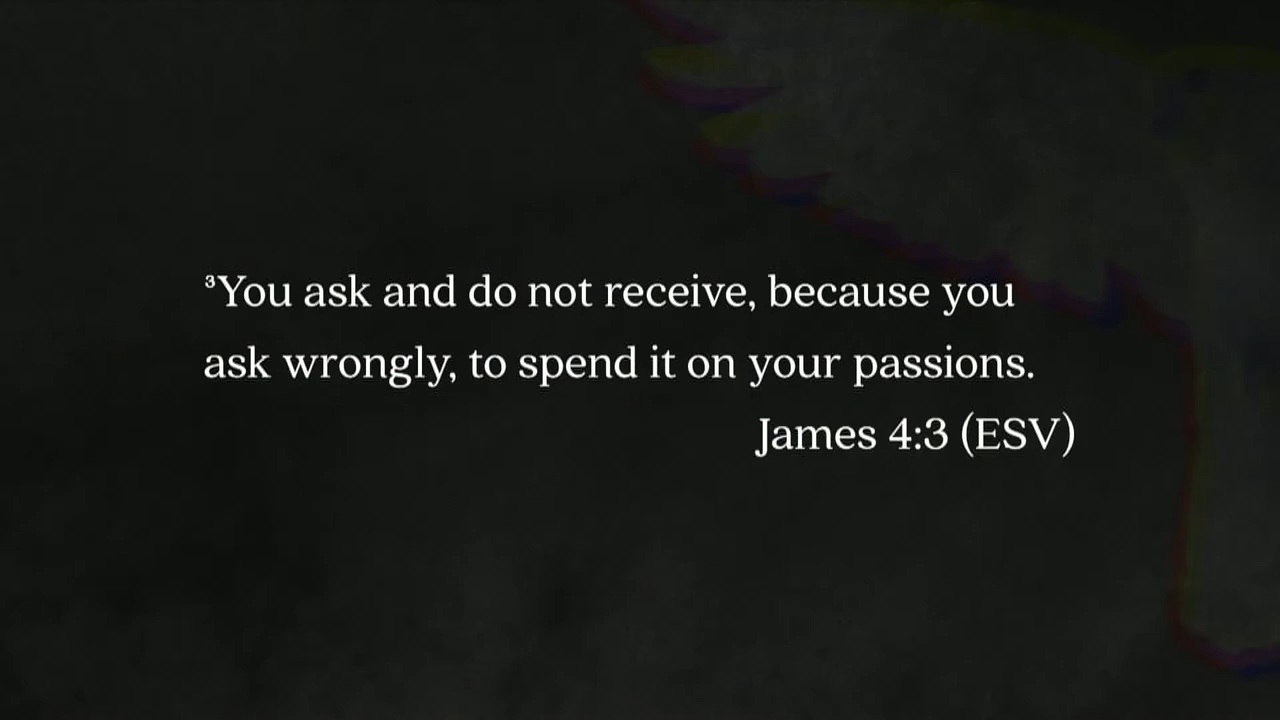 ³You ask and do not receive, because you
ask wrongly, to spend it on your passions.
James 4:3 (ESV)